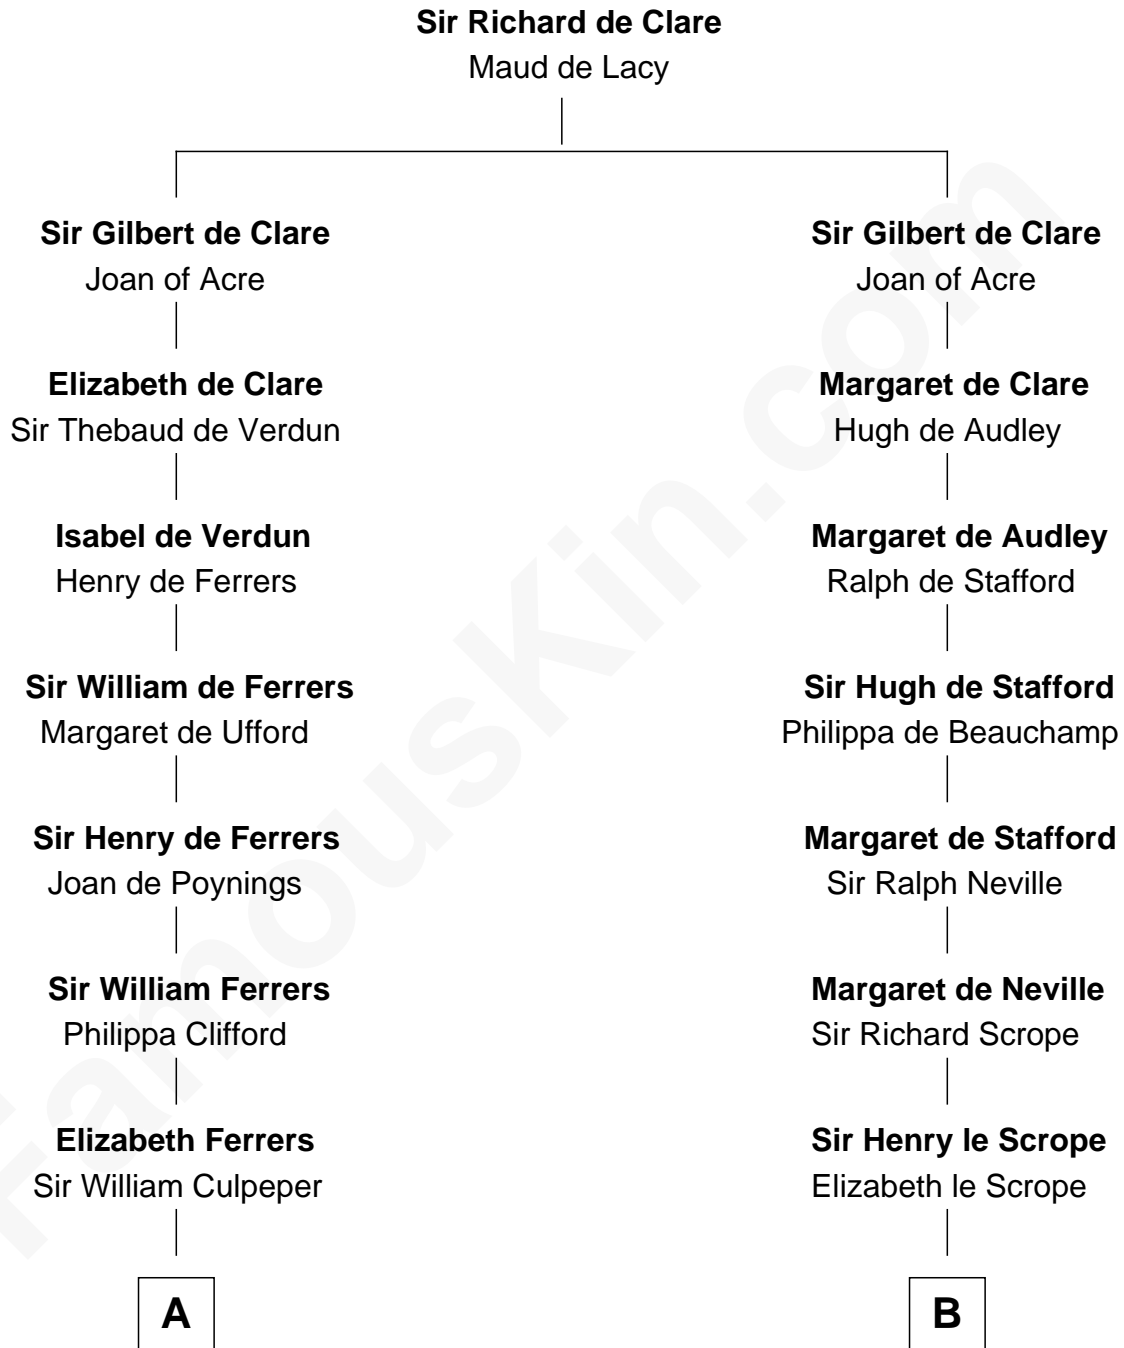 Sir Richard de Clare
Maud de Lacy
Sir Gilbert de Clare
Joan of Acre
Sir Gilbert de Clare
Joan of Acre
Elizabeth de Clare
Sir Thebaud de Verdun
Margaret de Clare
Hugh de Audley
Isabel de Verdun
Henry de Ferrers
Margaret de Audley
Ralph de Stafford
Sir William de Ferrers
Margaret de Ufford
Sir Hugh de Stafford
Philippa de Beauchamp
Sir Henry de Ferrers
Joan de Poynings
Margaret de Stafford
Sir Ralph Neville
Sir William Ferrers
Philippa Clifford
Margaret de Neville
Sir Richard Scrope
Elizabeth Ferrers
Sir William Culpeper
Sir Henry le Scrope
Elizabeth le Scrope
A
B
FamousKin.com